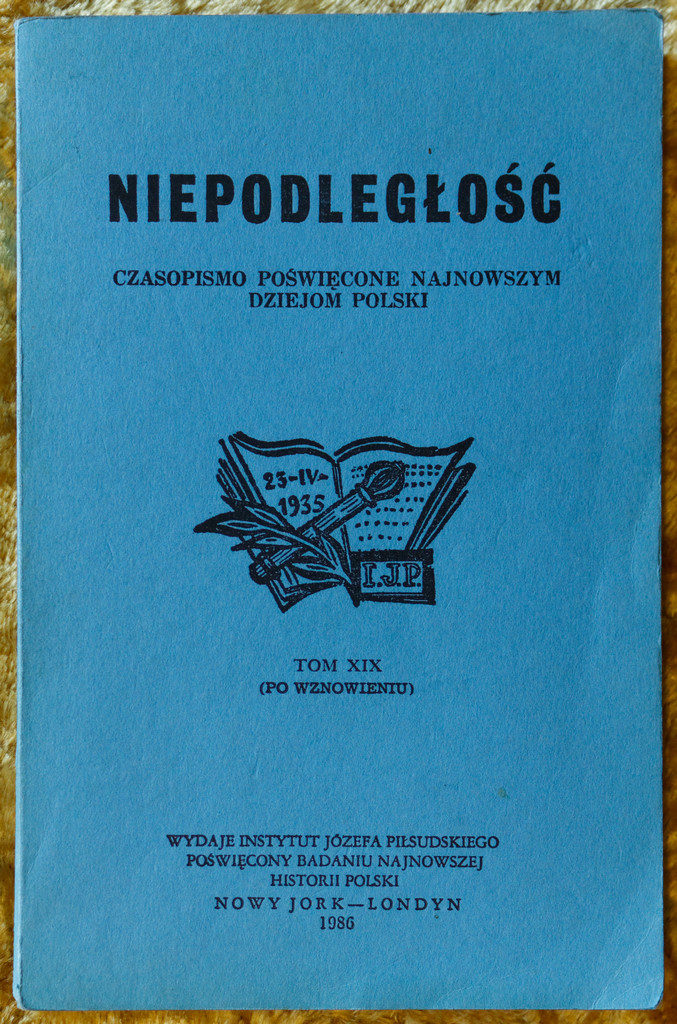 NIEPODLEGŁOŚĆ
CZASOPISMO POŚWIĘCONE NAJNOWSZYM
DZIEJOM POLSKI
23-IV-
1935
I.J.P.
TOM XIX
(PO WZNOWIENIU)
WYDAJE INSTYTUT JÓZEFA PIŁSUDSKIEGO
POŚWIĘCONY BADANIU NAJNOWSZEJ
HISTORII POLSKI
NOWY JORK—LONDYN
1986